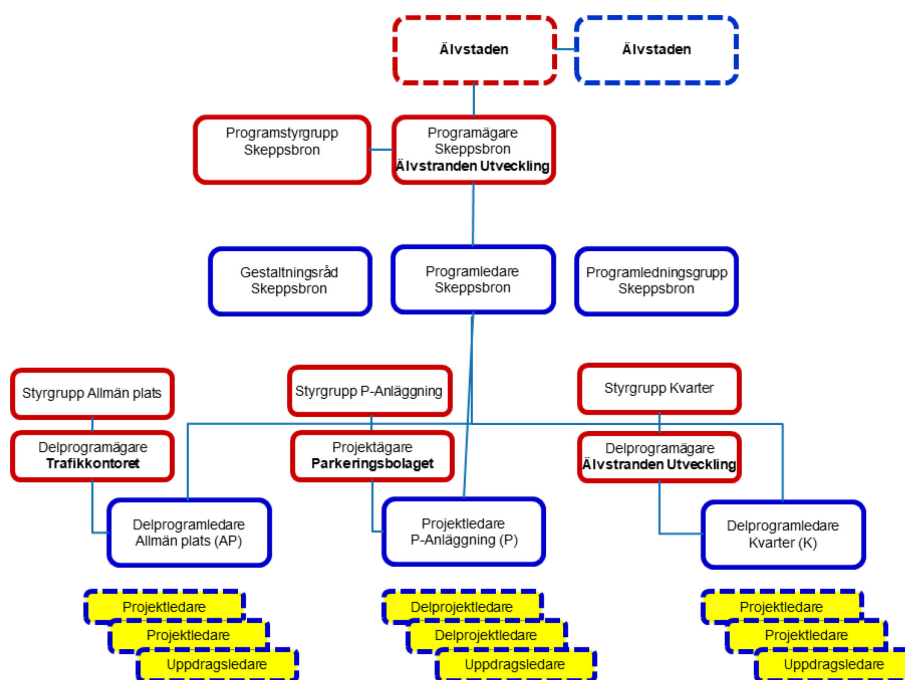 Älvstaden
Älvstaden
Programstyrgrupp
Skeppsbron
Programägare
Skeppsbron
Älvstranden Utveckling
Gestaltningsråd
Skeppsbron
Programledare
Skeppsbron
Programledningsgrupp
Skeppsbron
Styrgrupp Allmän plats
Styrgrupp P-Anläggning
Styrgrupp Kvarter
Delprogramägare
Trafikkontoret
Projektägare
Parkeringsbolaget
Delprogramägare
Älvstranden Utveckling
Delprogramledare
Allmän plats (AP)
Projektledare
P-Anläggning (P)
Delprogramledare
Kvarter (K)
Projektledare
Projektledare
Uppdragsledare
Delprojektledare
Delprojektledare
Uppdragsledare
Projektledare
Projektledare
Uppdragsledare